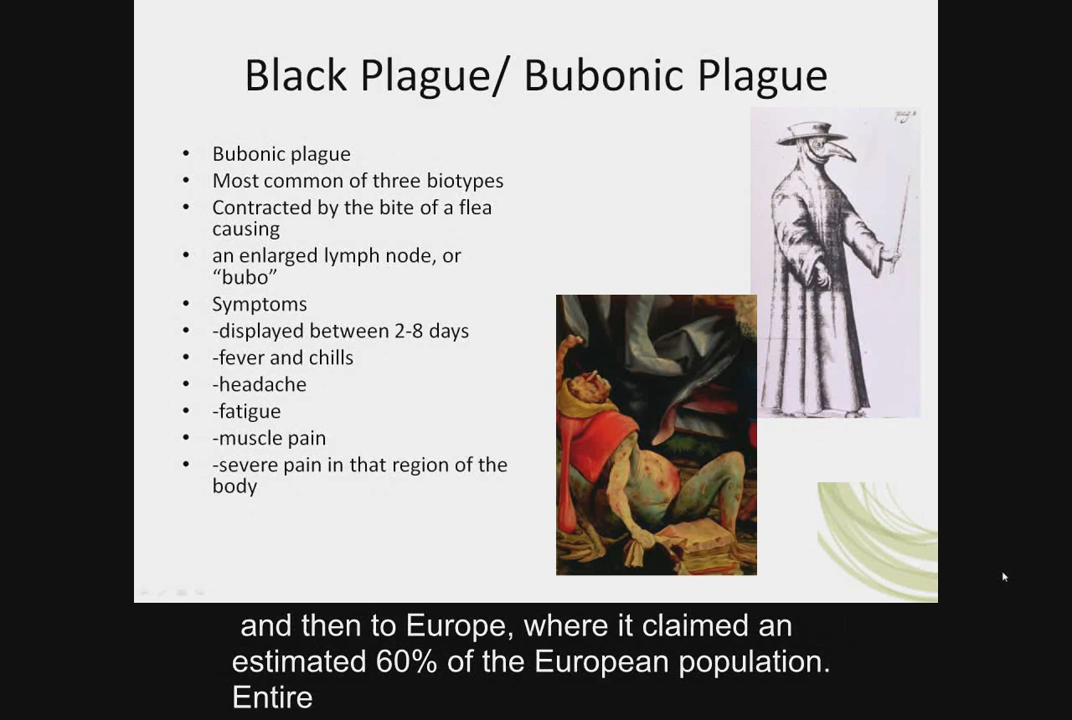 Black Plague/ Bubonic Plague
• Bubonic plague
• Most common of three biotypes
• Contracted by the bite of a flea
causing
• an enlarged lymph node, or
“bubo”
• Symptoms
• -displayed between 2-8 days
• -fever and chills
• -headache
• -fatigue
• -muscle pain
• -severe pain in that region of the
body
and then to Europe, where it claimed an
estimated 60% of the European population.
Entire